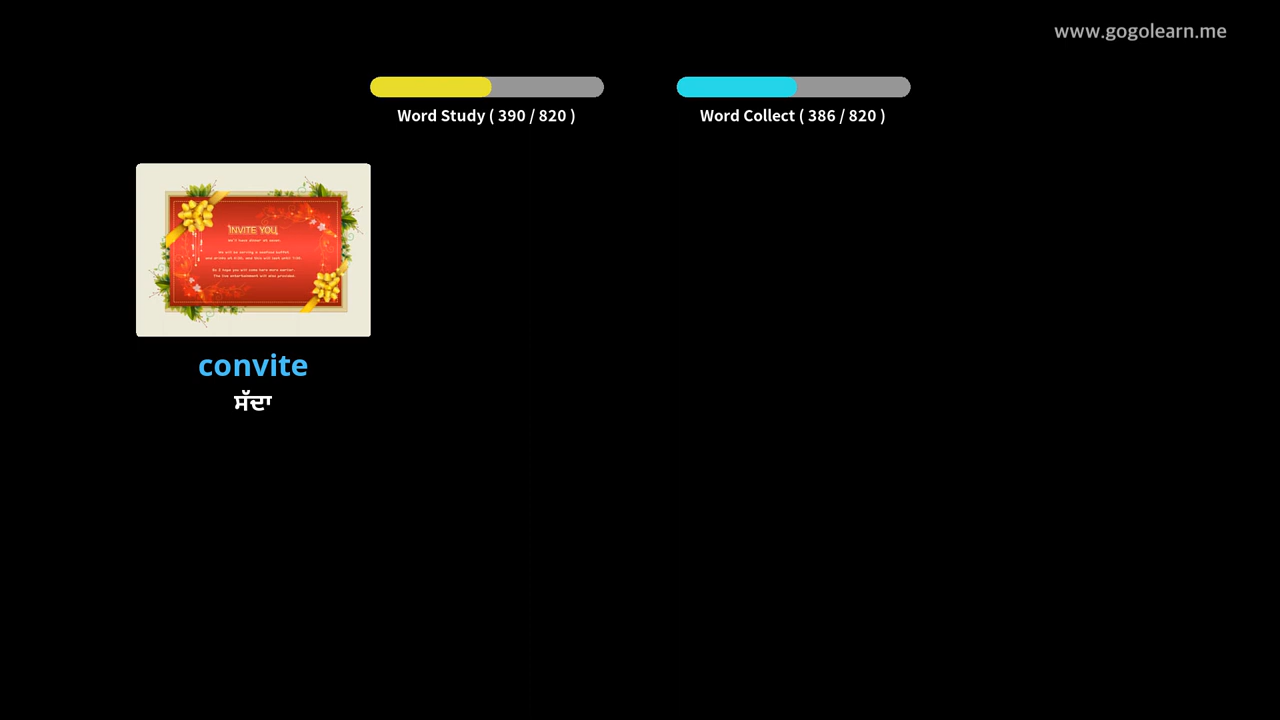 www.gogolearn.me
Word Study ( 390 / 820 )
Word Collect ( 386 / 820 )
INVITE YOU
convite
ਸੱਦਾ